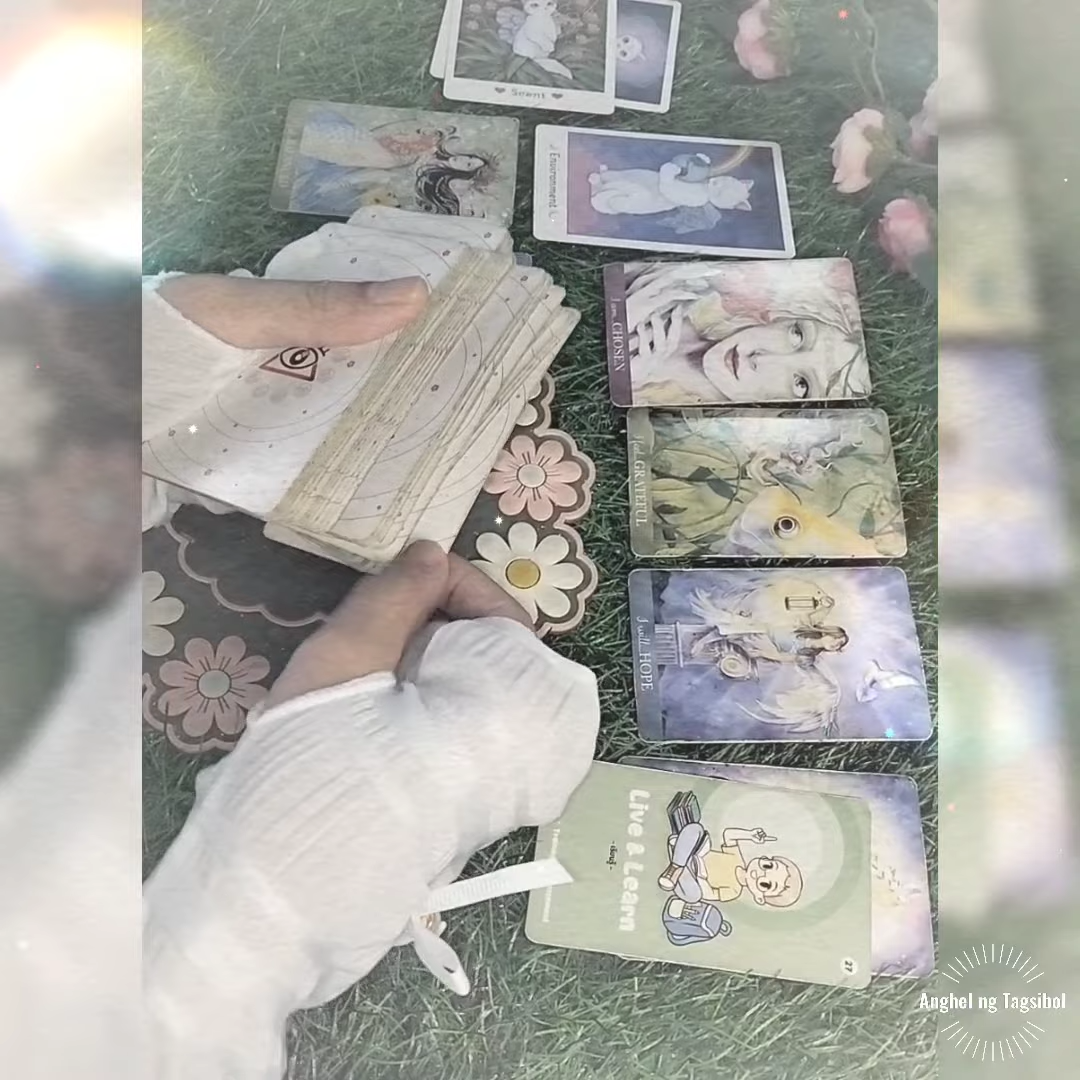 ♥ Scent ♥
Environment
I am CHOSEN
I feel GRATEFUL
I will HOPE
Live & Learn
27
Anghel ng Tagsibol